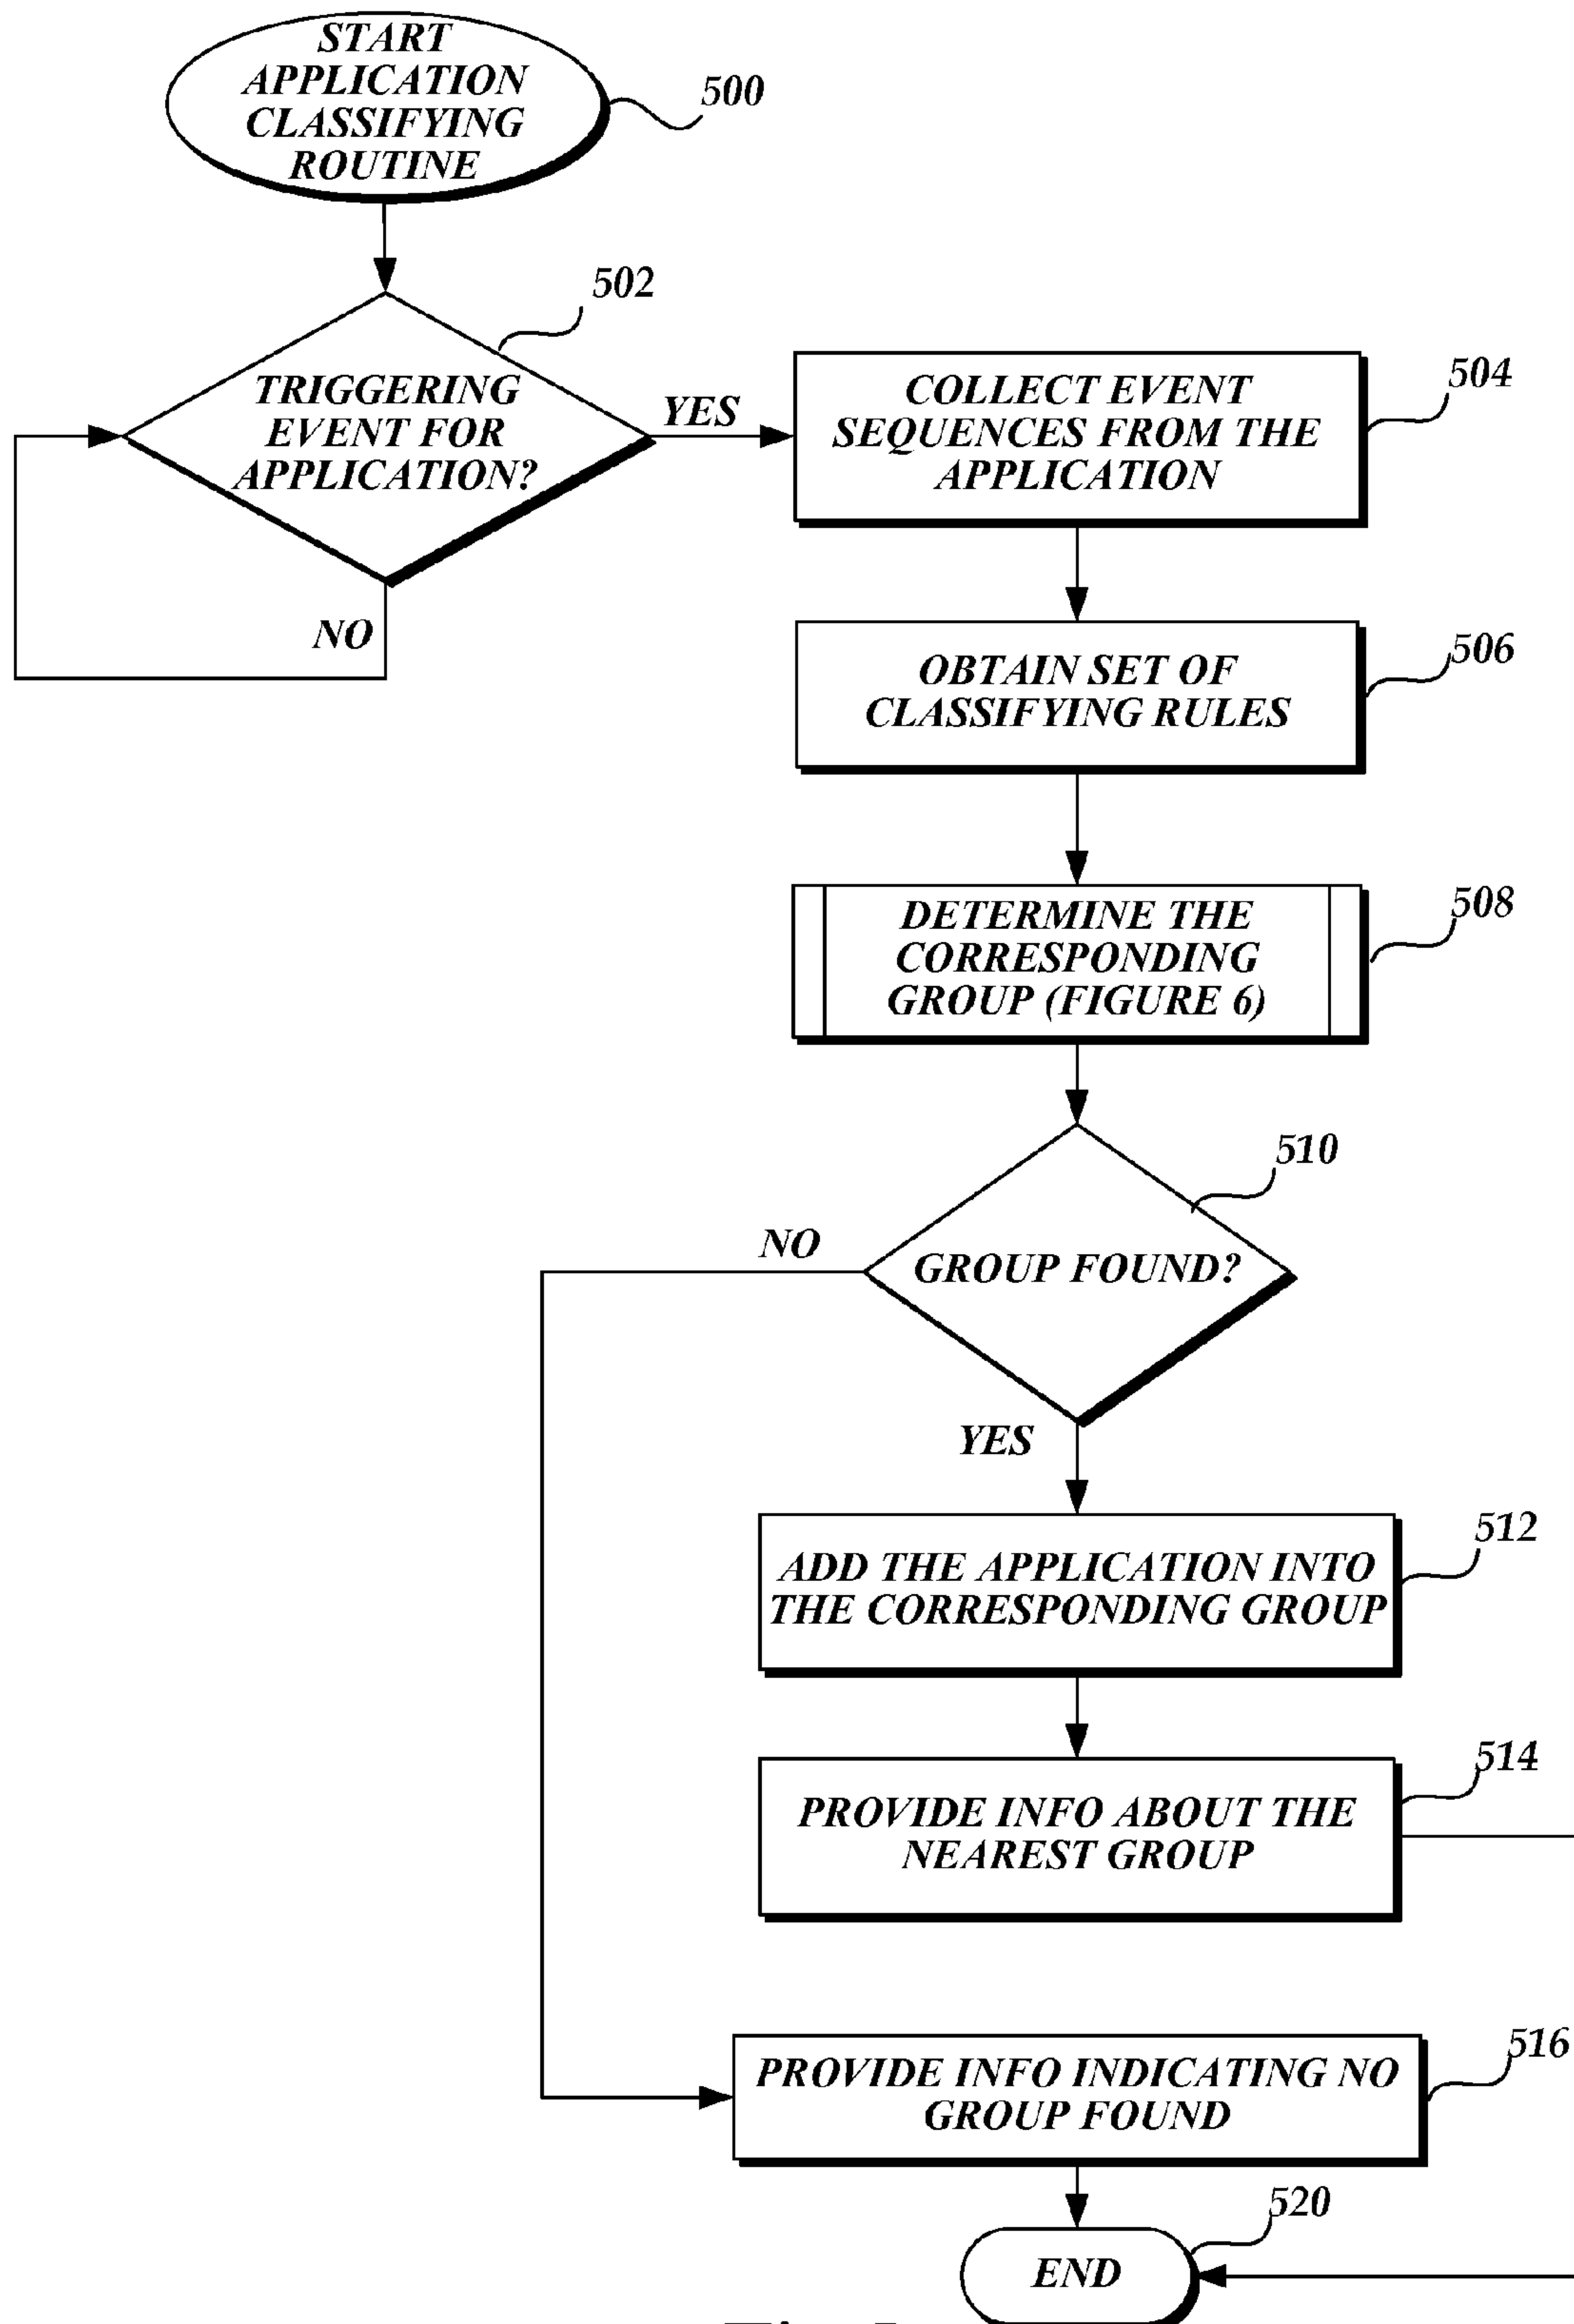 START
APPLICATION
CLASSIFYING
ROUTINE
500
502
TRIGGERING
EVENT FOR
APPLICATION?
YES
NO
504
COLLECT EVENT
SEQUENCES FROM THE
APPLICATION
506
OBTAIN SET OF
CLASSIFYING RULES
508
DETERMINE THE
CORRESPONDING
GROUP (FIGURE 6)
510
GROUP FOUND?
NO
YES
512
ADD THE APPLICATION INTO
THE CORRESPONDING GROUP
514
PROVIDE INFO ABOUT THE
NEAREST GROUP
516
PROVIDE INFO INDICATING NO
GROUP FOUND
520
END